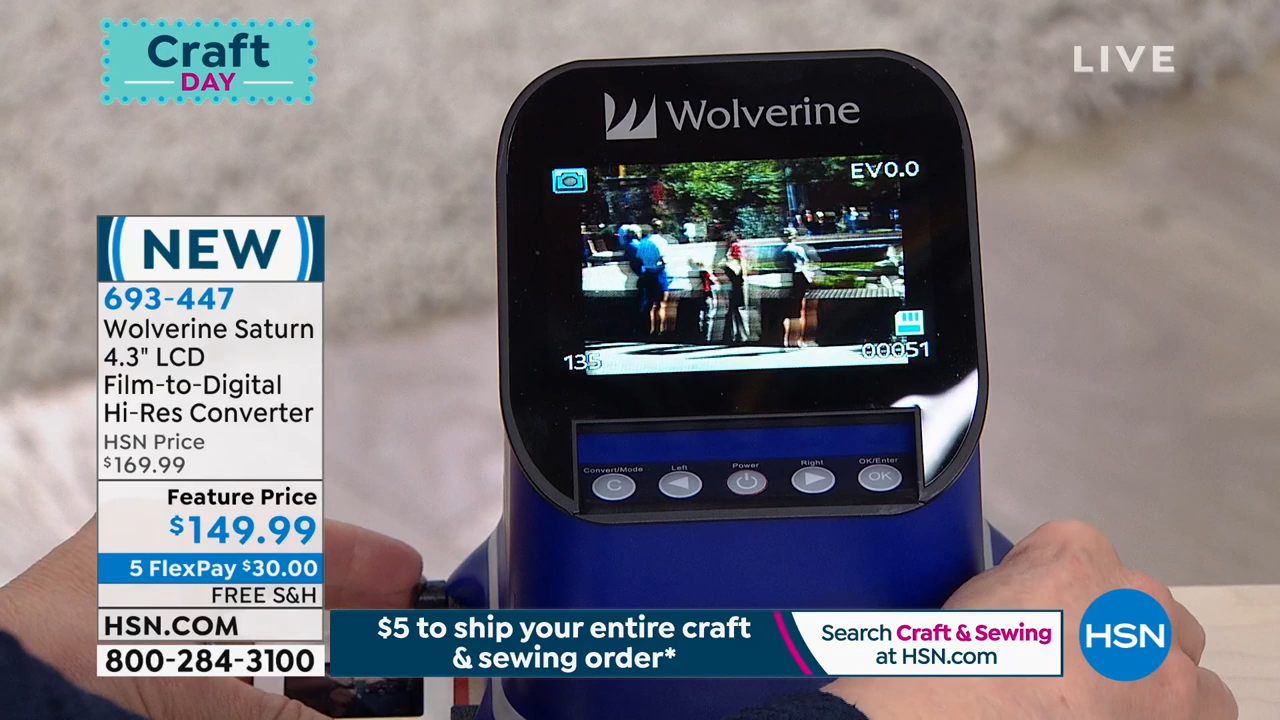 Craft
DAY
LIVE
Wolverine
EV0.0
135
00051
Convert/Mode
Left
Power
Right
OK/Enter
C
OK
NEW
693-447
Wolverine Saturn
4.3" LCD
Film-to-Digital
Hi-Res Converter
HSN Price
$169.99
Feature Price
$149.99
5 FlexPay $30.00
FREE S&H
HSN.COM
800-284-3100
$5 to ship your entire craft
& sewing order*
Search Craft & Sewing
at HSN.com
HSN